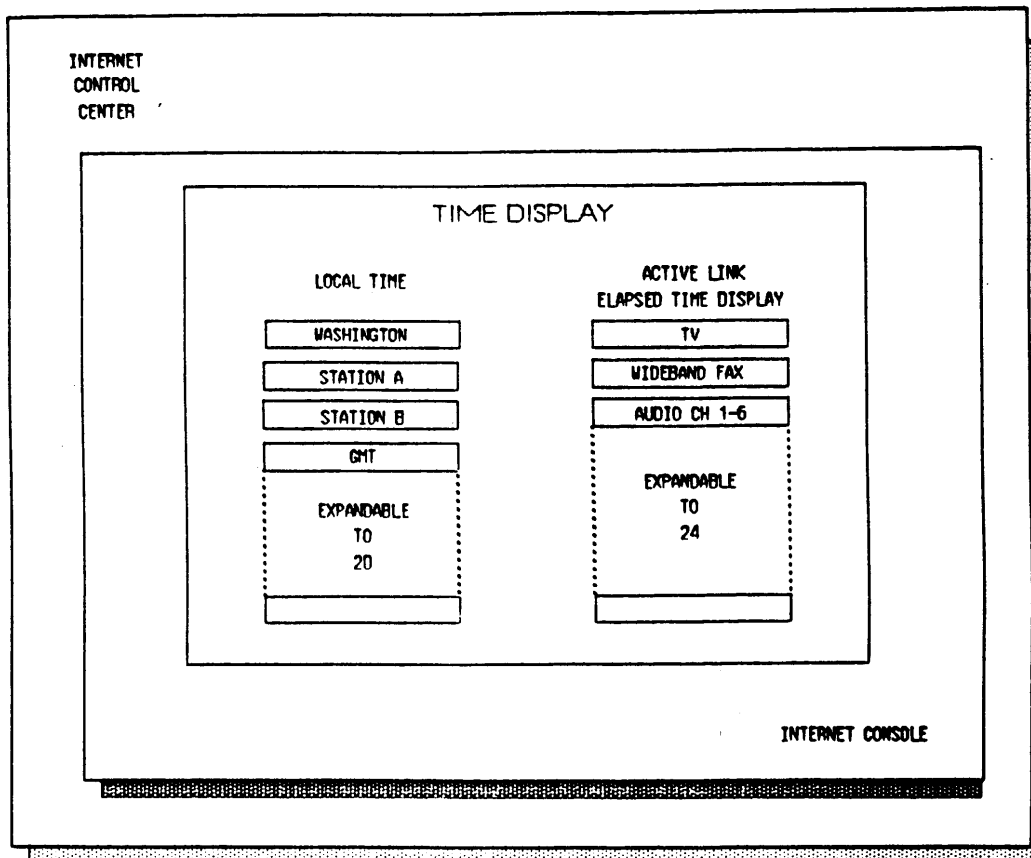 INTERNET
CONTROL
CENTER
TIME DISPLAY
LOCAL TIME
WASHINGTON
STATION A
STATION B
GMT
EXPANDABLE
TO
20
ACTIVE LINK
ELAPSED TIME DISPLAY
TV
WIDEBAND FAX
AUDIO CH 1-6
EXPANDABLE
TO
24
INTERNET CONSOLE